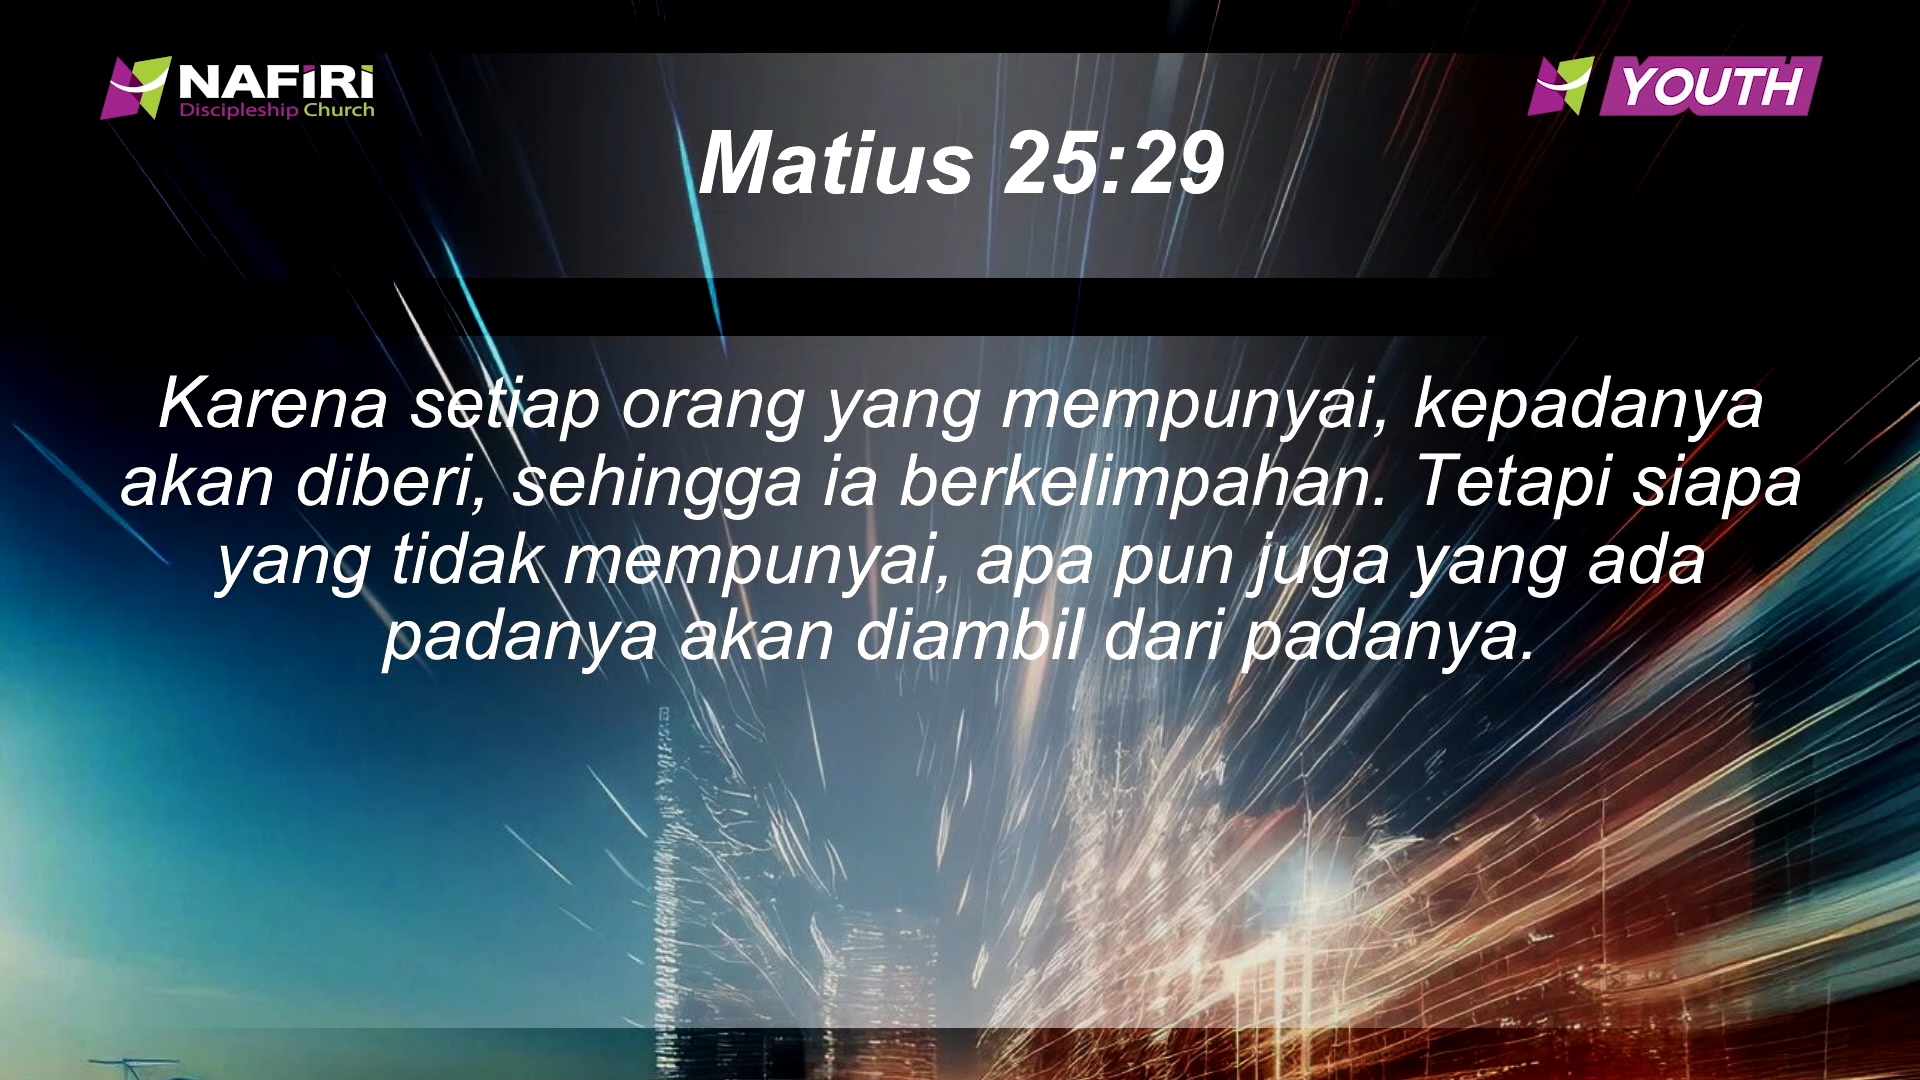 NAFIRI
Discipleship Church
YOUTH
Matius 25:29
Karena setiap orang yang mempunyai, kepadanya
akan diberi, sehingga ia berkelimpahan. Tetapi siapa
yang tidak mempunyai, apa pun juga yang ada
padanya akan diambil dari padanya.